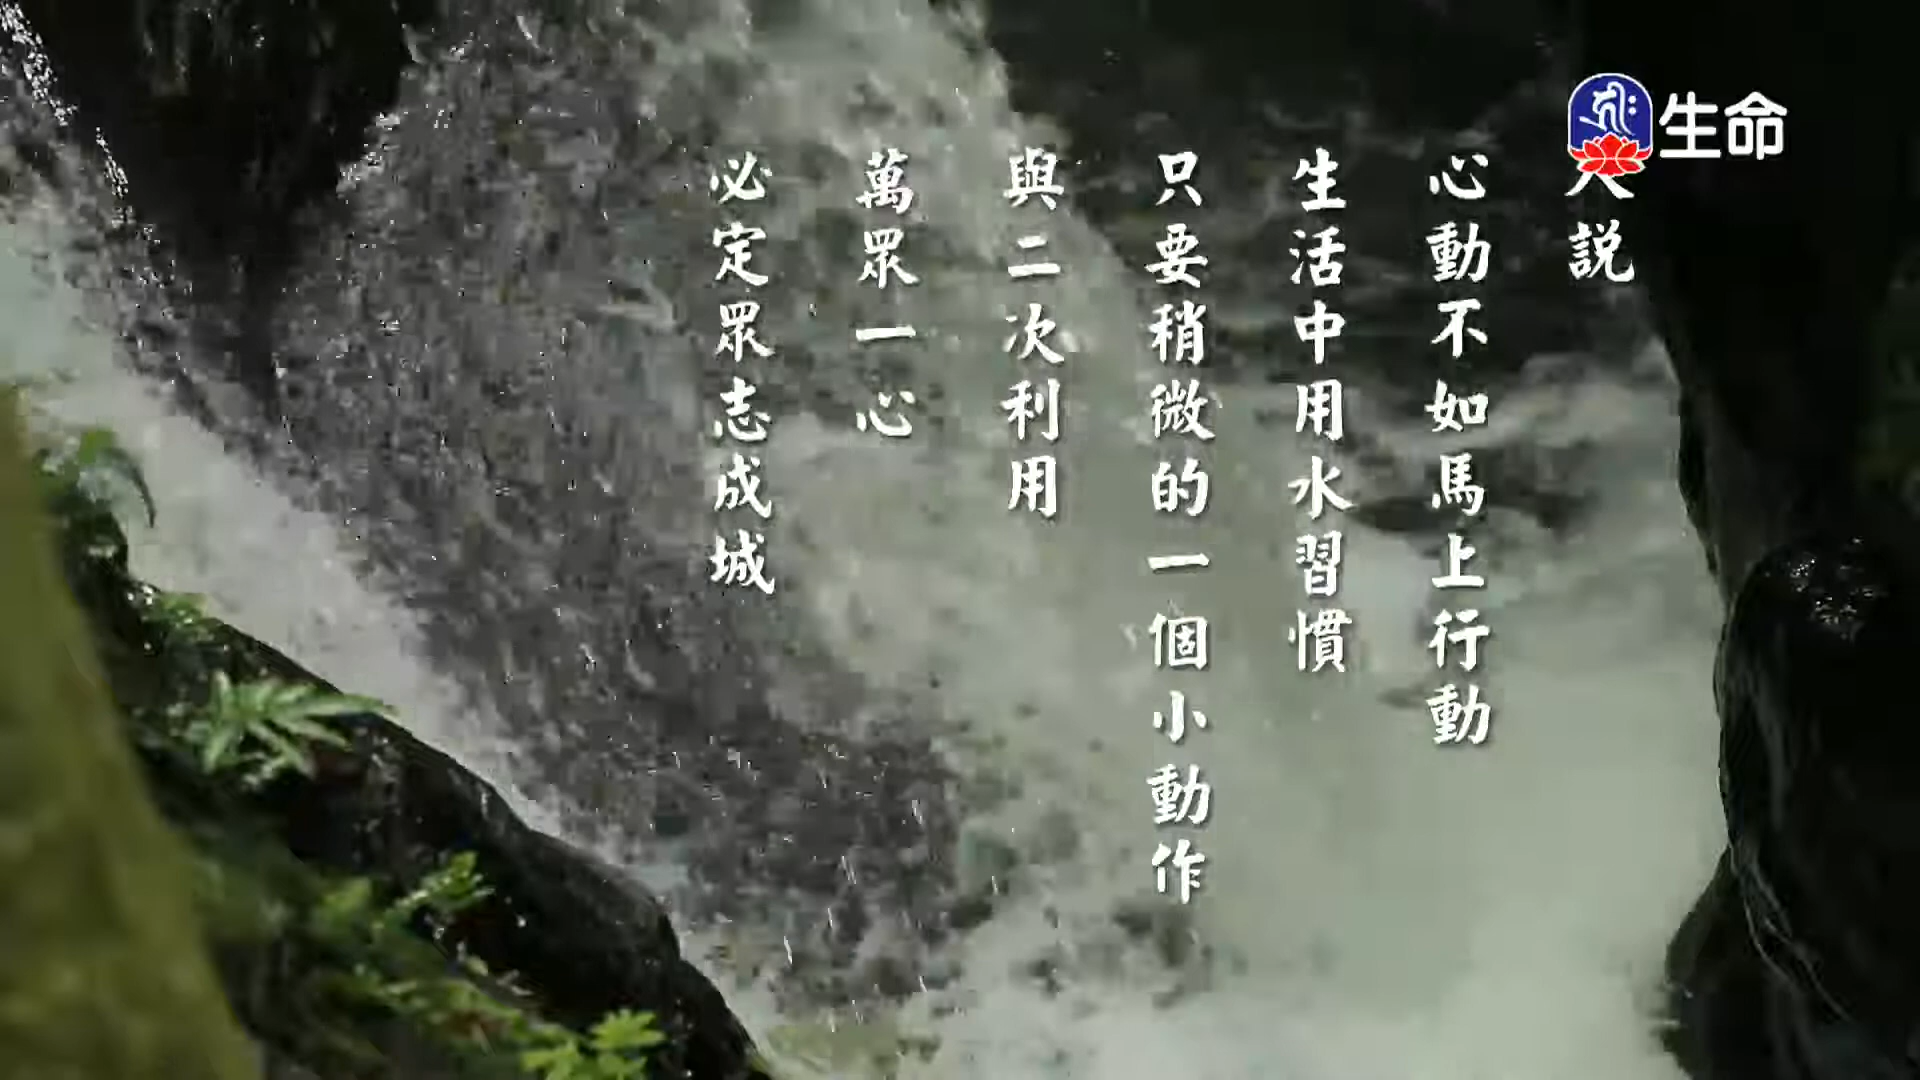 生命
人說
心動不如馬上行動
生活中用水習慣
只要稍微的一個小動作
與二次利用
萬眾一心
必定眾志成城